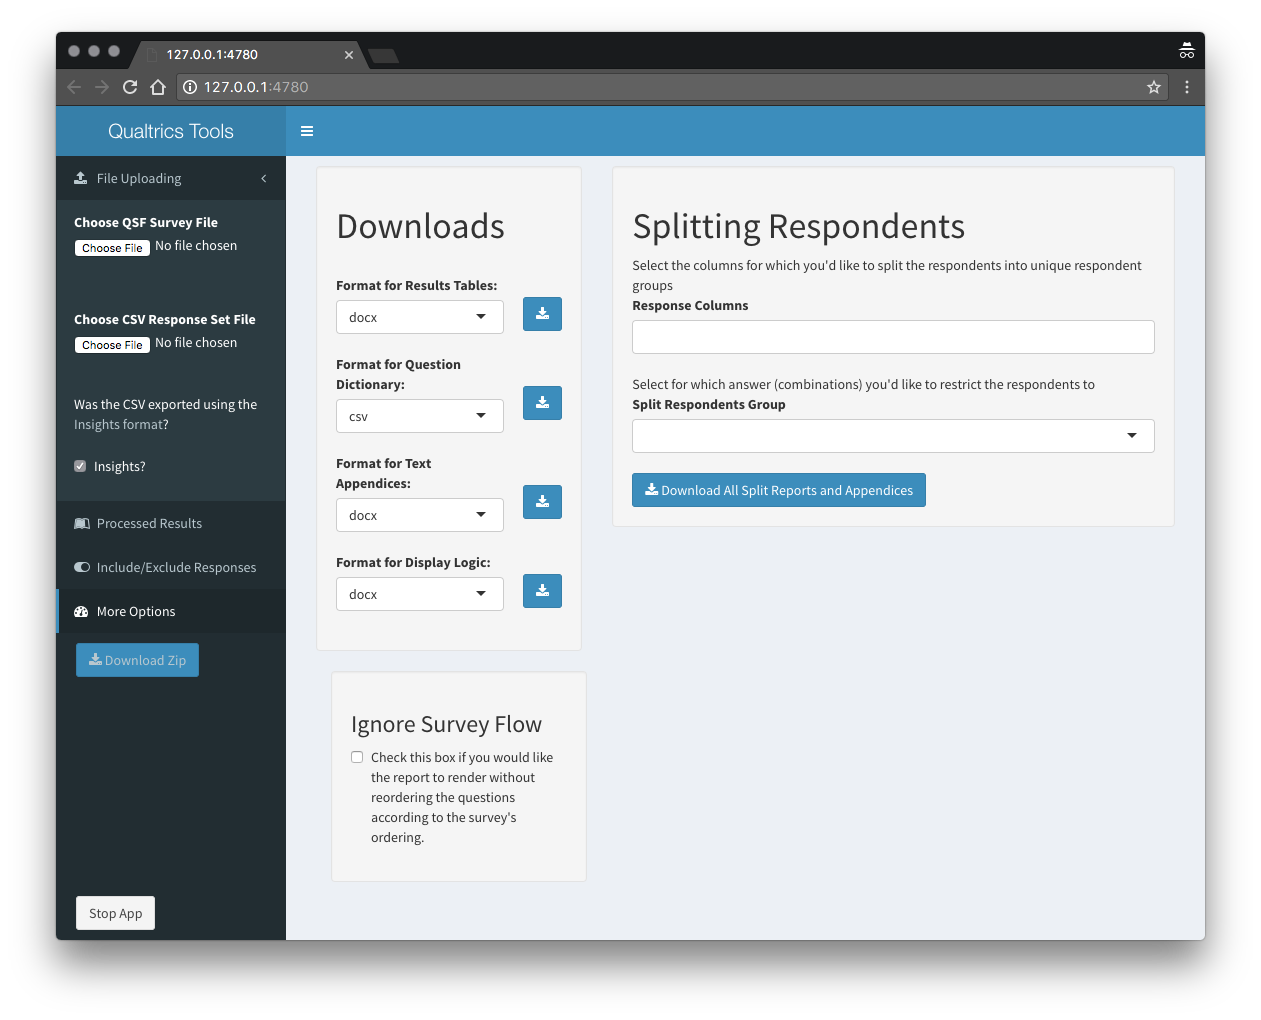 127.0.0.1:4780
127.0.0.1:4780
Qualtrics Tools
File Uploading
Choose QSF Survey File
Choose File No file chosen
Choose CSV Response Set File
Choose File No file chosen
Was the CSV exported using the
Insights format?
Insights?
Processed Results
Include/Exclude Responses
More Options
Download Zip
Stop App
Downloads
Format for Results Tables:
docx
Format for Question
Dictionary:
csv
Format for Text
Appendices:
docx
Format for Display Logic:
docx
Ignore Survey Flow
Check this box if you would like
the report to render without
reordering the questions
according to the survey's
ordering.
Splitting Respondents
Select the columns for which you'd like to split the respondents into unique respondent
groups
Response Columns
Select for which answer (combinations) you'd like to restrict the respondents to
Split Respondents Group
Download All Split Reports and Appendices